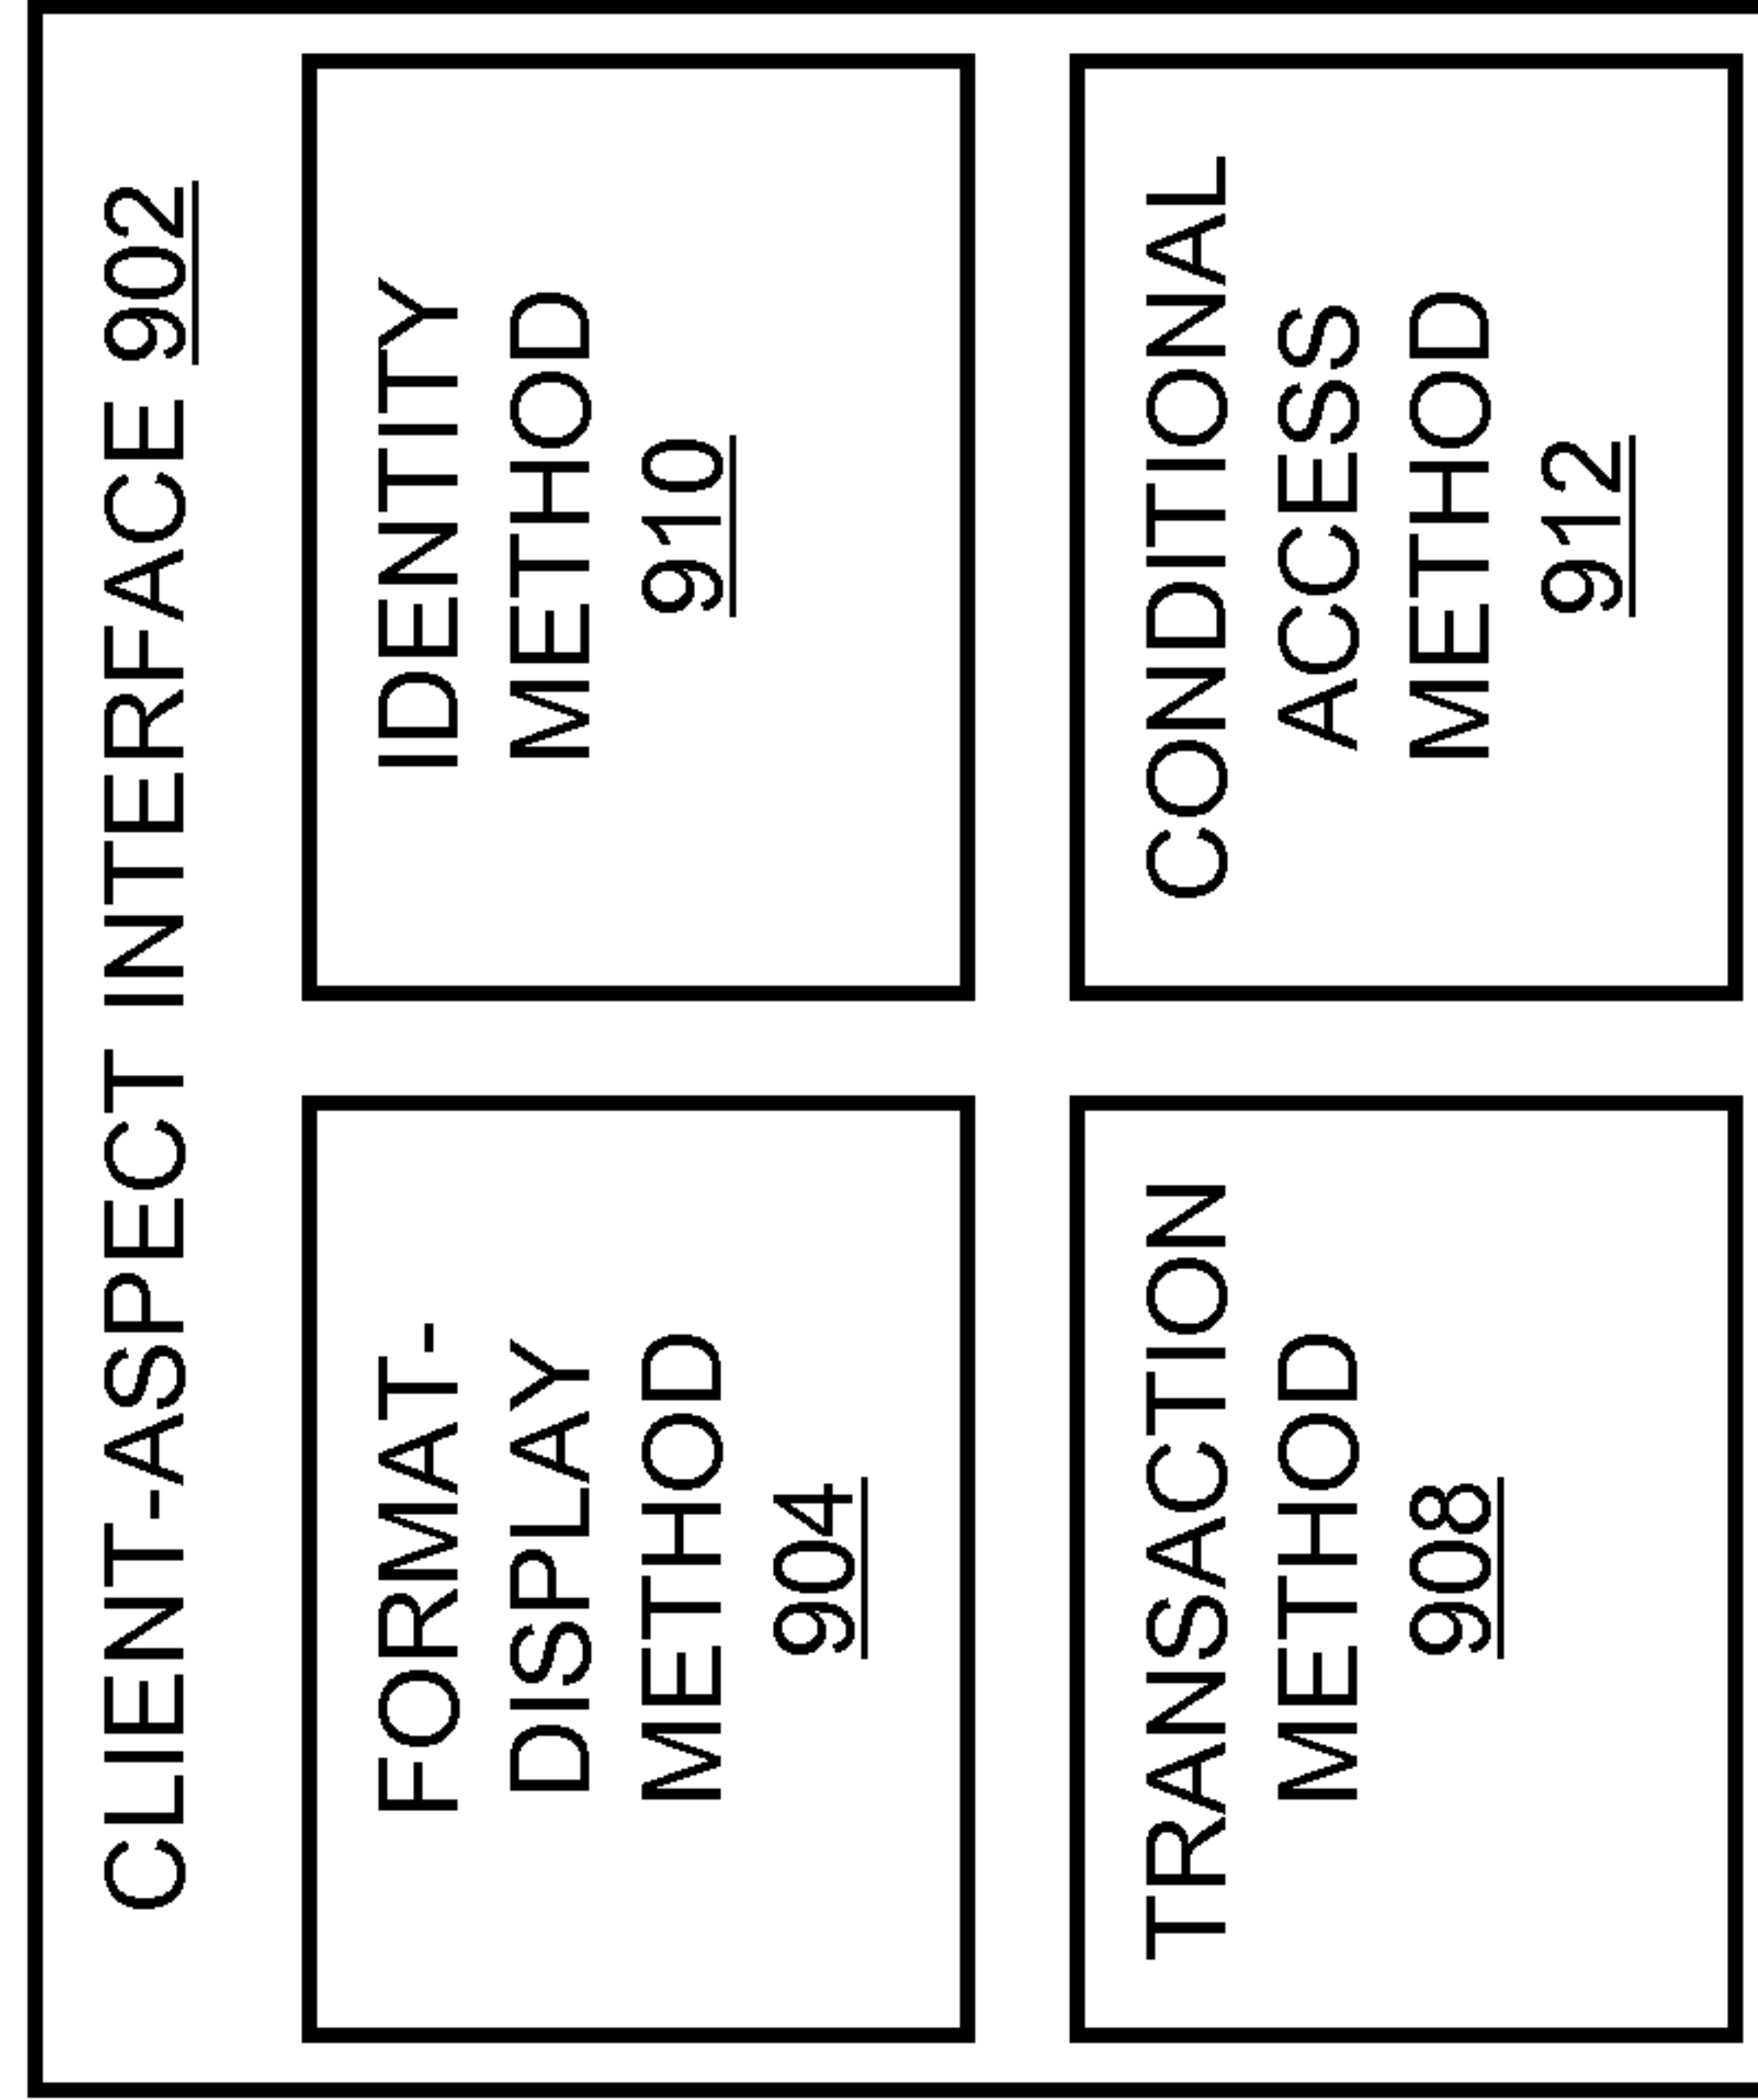 CLIENT-ASPECT INTERFACE 902
FORMAT-
DISPLAY
METHOD
904
IDENTITY
METHOD
910
TRANSACTION
METHOD
908
CONDITIONAL
ACCESS
METHOD
912